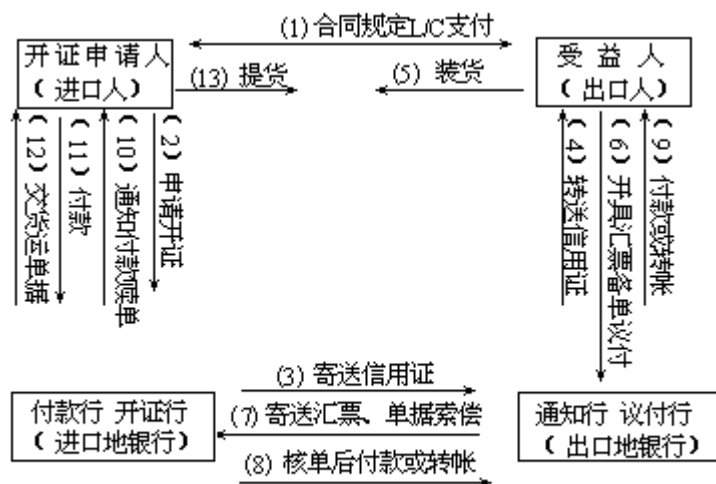 (1) 合同规定L/C支付
开证申请人
(进口人)
受 益 人
(出口人)
(13) 提货
(5) 装货
(12) 交货运单据
(11) 付款
(10) 通知付款赎单
(2) 申请开证
(4) 转送信用证
(6) 开具汇票备单议付
(9) 付款或转帐
(3) 寄送信用证
付款行 开证行
(进口地银行)
(7) 寄送汇票、单据索偿
通知行 议付行
(出口地银行)
(8) 核单后付款或转帐